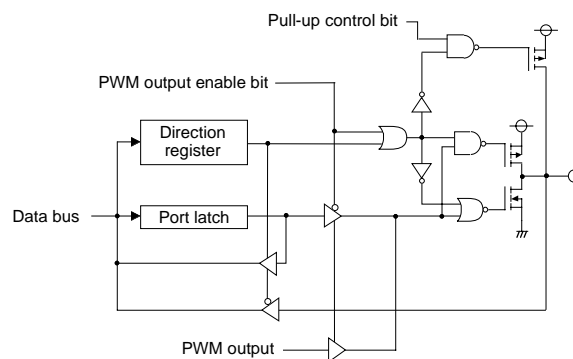 Pull-up control bit
PWM output enable bit
Direction
register
Data bus
Port latch
PWM output